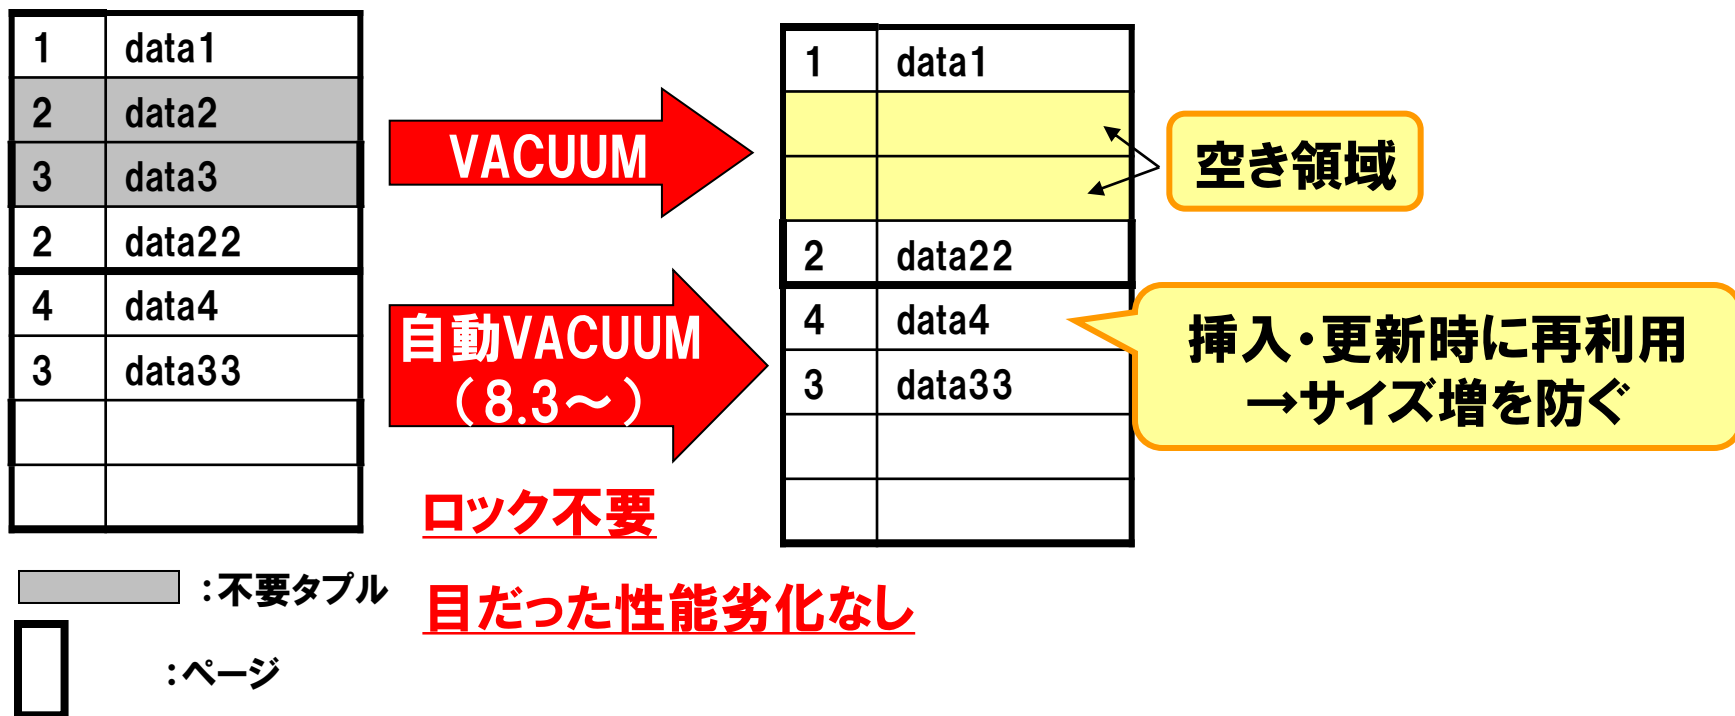 1 data1
2 data2
3 data3
2 data22
4 data4
3 data33
:不要タプル
:ページ
VACUUM
自動VACUUM
(8.3～)
ロック不要
目だった性能劣化なし
1 data1
2 data22
4 data4
3 data33
空き領域
挿入・更新時に再利用
→サイズ増を防ぐ